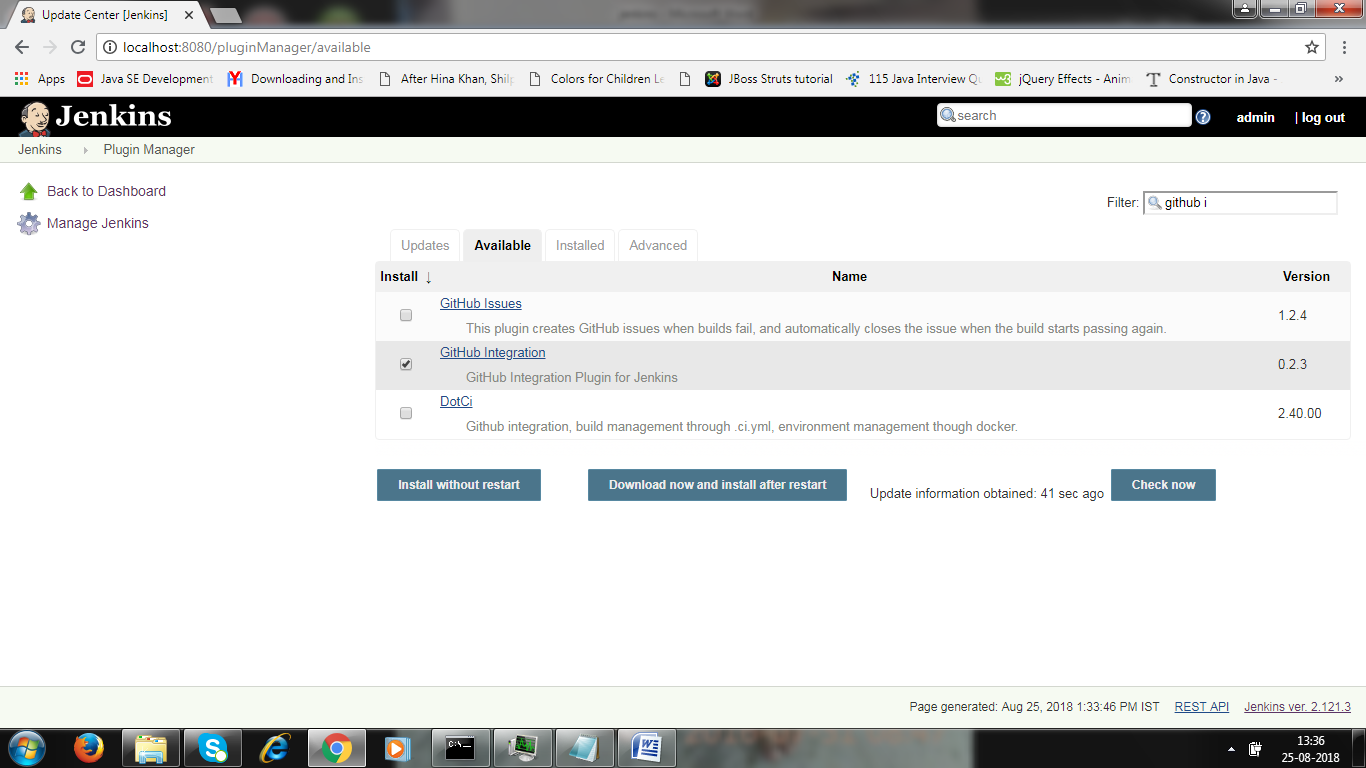 Update Center [Jenkins]
localhost:8080/pluginManager/available
Apps Java SE Development Downloading and Ins After Hina Khan, Shil Colors for Children Le JBoss Struts tutorial 115 Java Interview Qu jQuery Effects - Anim Constructor in Java - »
Jenkins
search
admin | log out
Jenkins Plugin Manager
Back to Dashboard
Manage Jenkins
Filter: github i
Updates Available Installed Advanced
Install ↓ Name Version
GitHub Issues
This plugin creates GitHub issues when builds fail, and automatically closes the issue when the build starts passing again.
1.2.4
GitHub Integration
GitHub Integration Plugin for Jenkins
0.2.3
DotCi
Github integration, build management through .ci.yml, environment management though docker.
2.40.00
Install without restart Download now and install after restart Update information obtained: 41 sec ago Check now
Page generated: Aug 25, 2018 1:33:46 PM IST REST API Jenkins ver. 2.121.3
13:36
25-08-2018